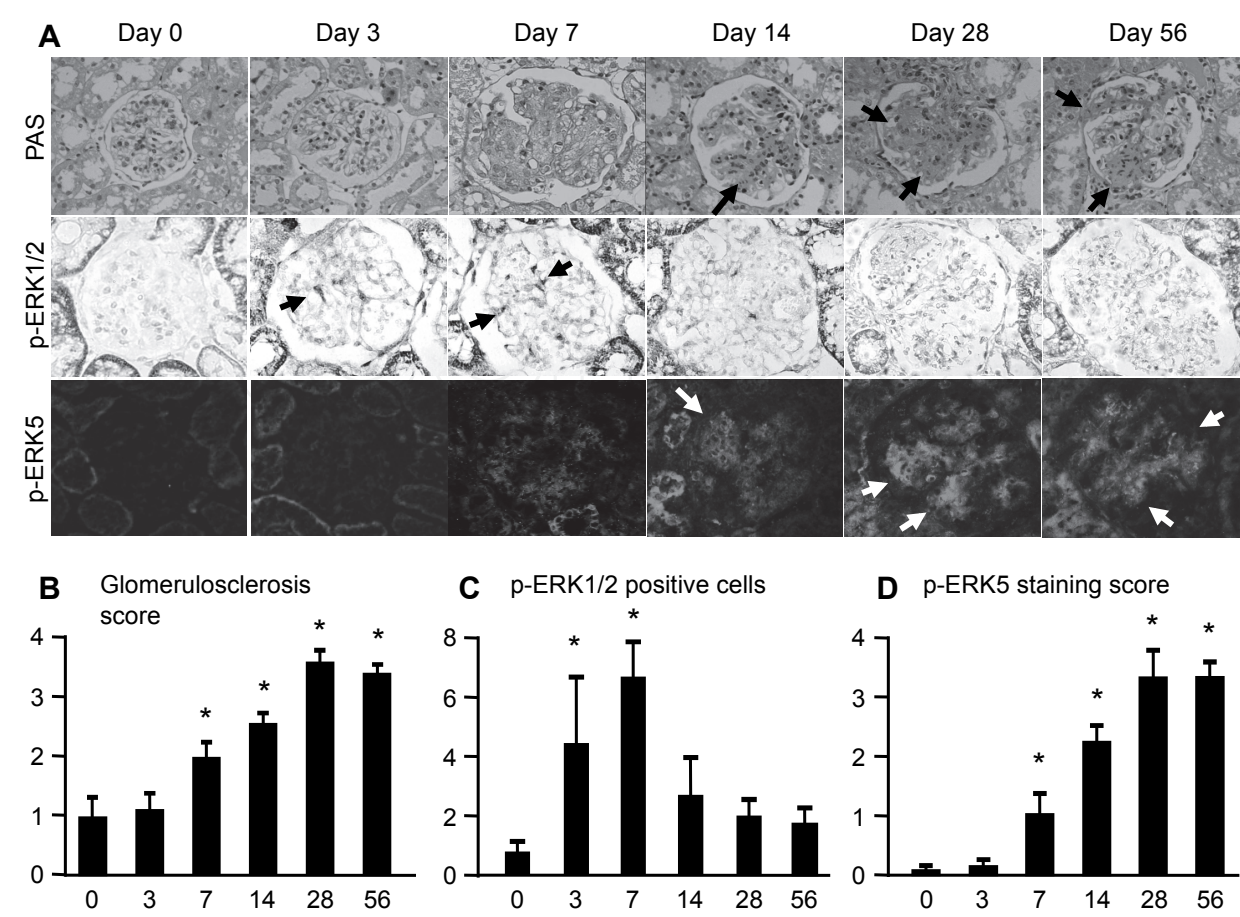 A
Day 0 Day 3 Day 7 Day 14 Day 28 Day 56
PAS
p-ERK1/2
p-ERK5
B Glomerulosclerosis
score
4
3
2
1
0
* * * *
0 3 7 14 28 56
C p-ERK1/2 positive cells
8
6
4
2
0
* *
0 3 7 14 28 56
D p-ERK5 staining score
4
3
2
1
0
* * * *
0 3 7 14 28 56